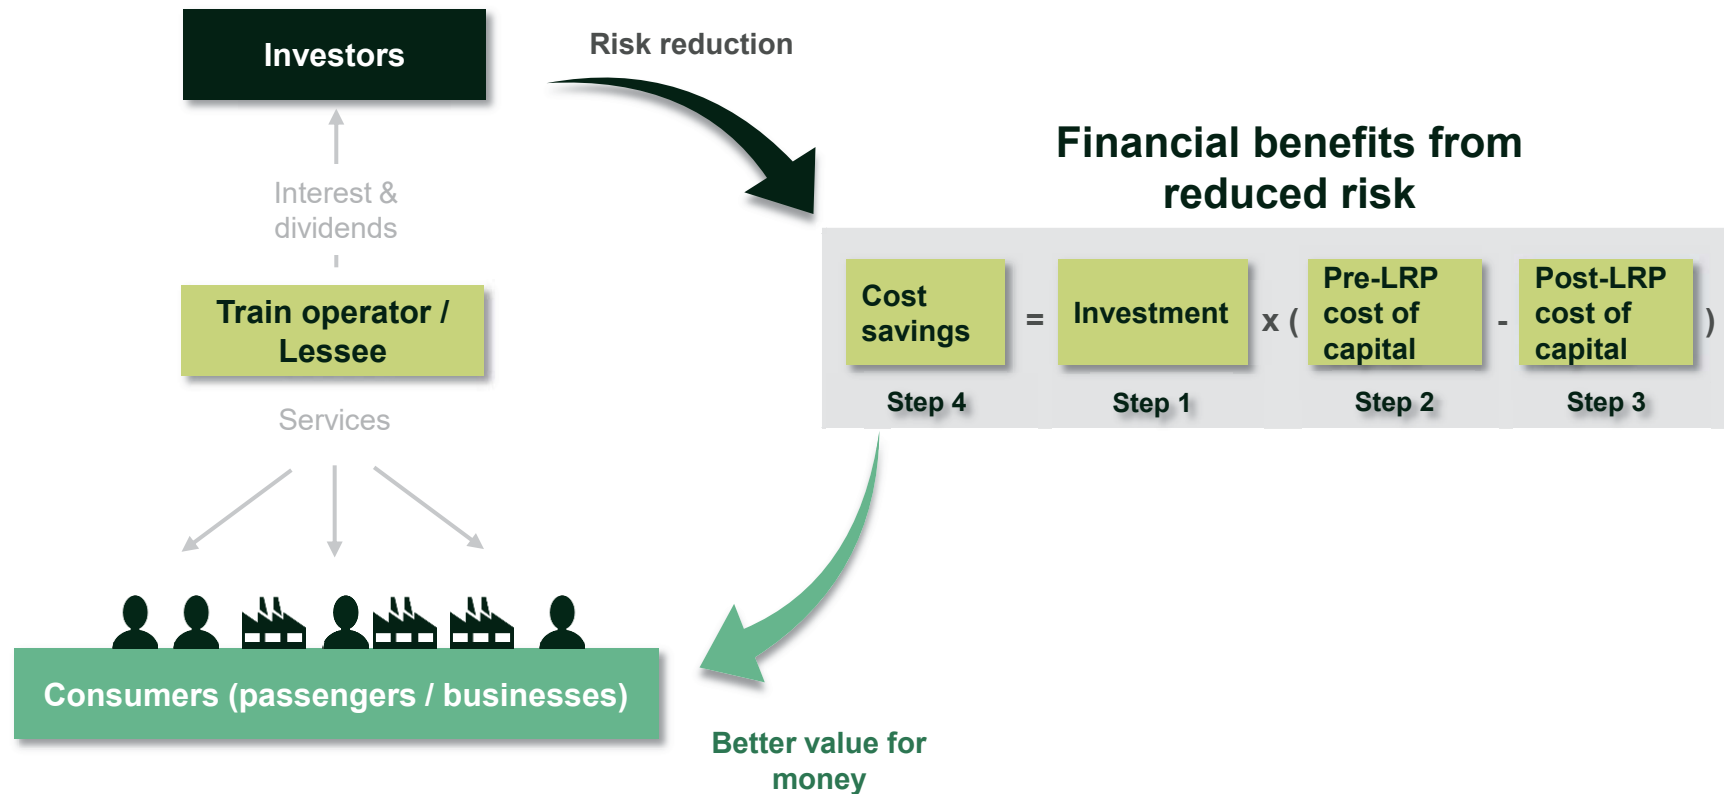 Investors
Risk reduction
Interest &
dividends
Train operator /
Lessee
Services
Consumers (passengers / businesses)
Financial benefits from
reduced risk
Cost
savings
=
Investment
x (
Pre-LRP
cost of
capital
-
Post-LRP
cost of
capital
)
Step 4
Step 1
Step 2
Step 3
Better value for
money